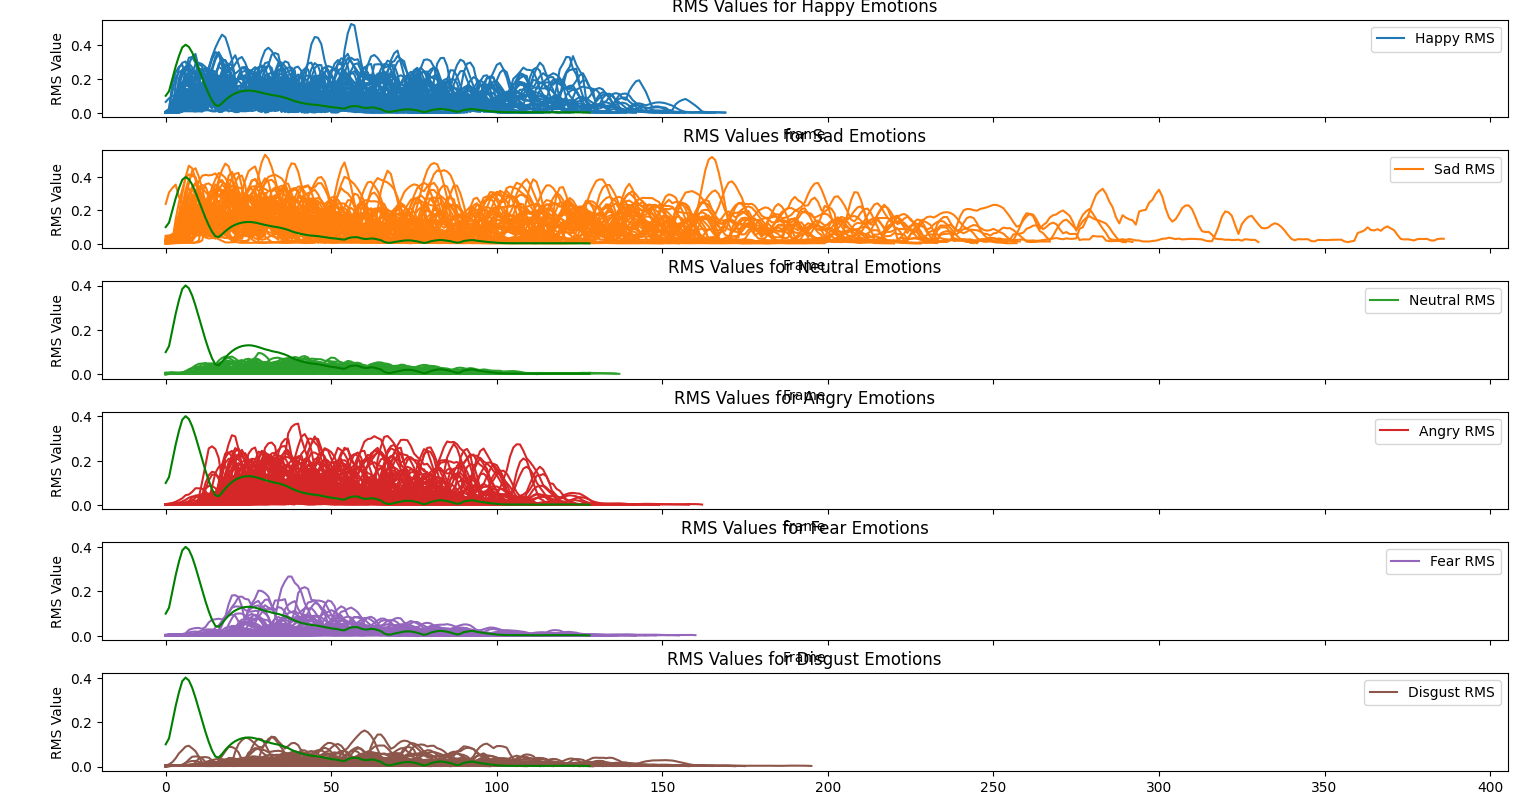 RMS Values for Happy Emotions
RMS Value
0.4
0.2
0.0
Happy RMS
Frame
RMS Values for Sad Emotions
RMS Value
0.4
0.2
0.0
Sad RMS
Frame
RMS Values for Neutral Emotions
RMS Value
0.4
0.2
0.0
Neutral RMS
Frame
RMS Values for Angry Emotions
RMS Value
0.4
0.2
0.0
Angry RMS
Frame
RMS Values for Fear Emotions
RMS Value
0.4
0.2
0.0
Fear RMS
Frame
RMS Values for Disgust Emotions
RMS Value
0.4
0.2
0.0
Disgust RMS
0 50 100 150 200 250 300 350 400